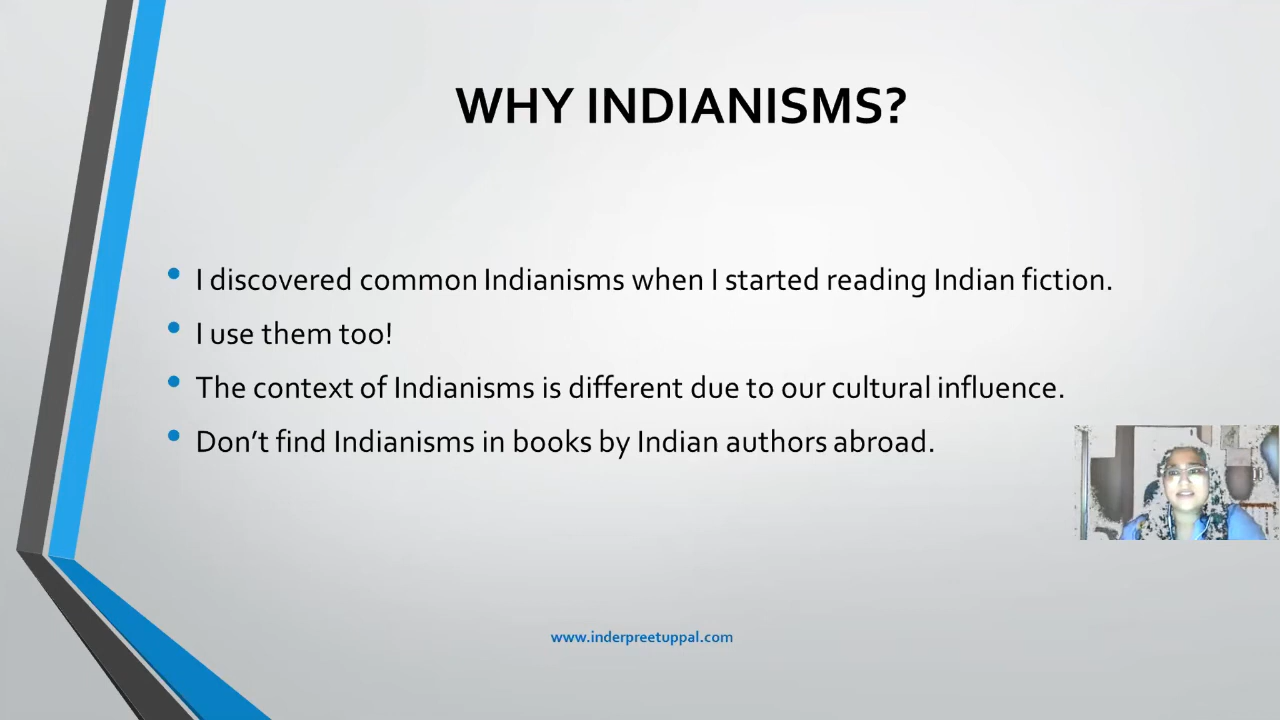 WHY INDIANISMS?
I discovered common Indianisms when I started reading Indian fiction.
I use them too!
The context of Indianisms is different due to our cultural influence.
Don’t find Indianisms in books by Indian authors abroad.
www.inderpreetuppal.com